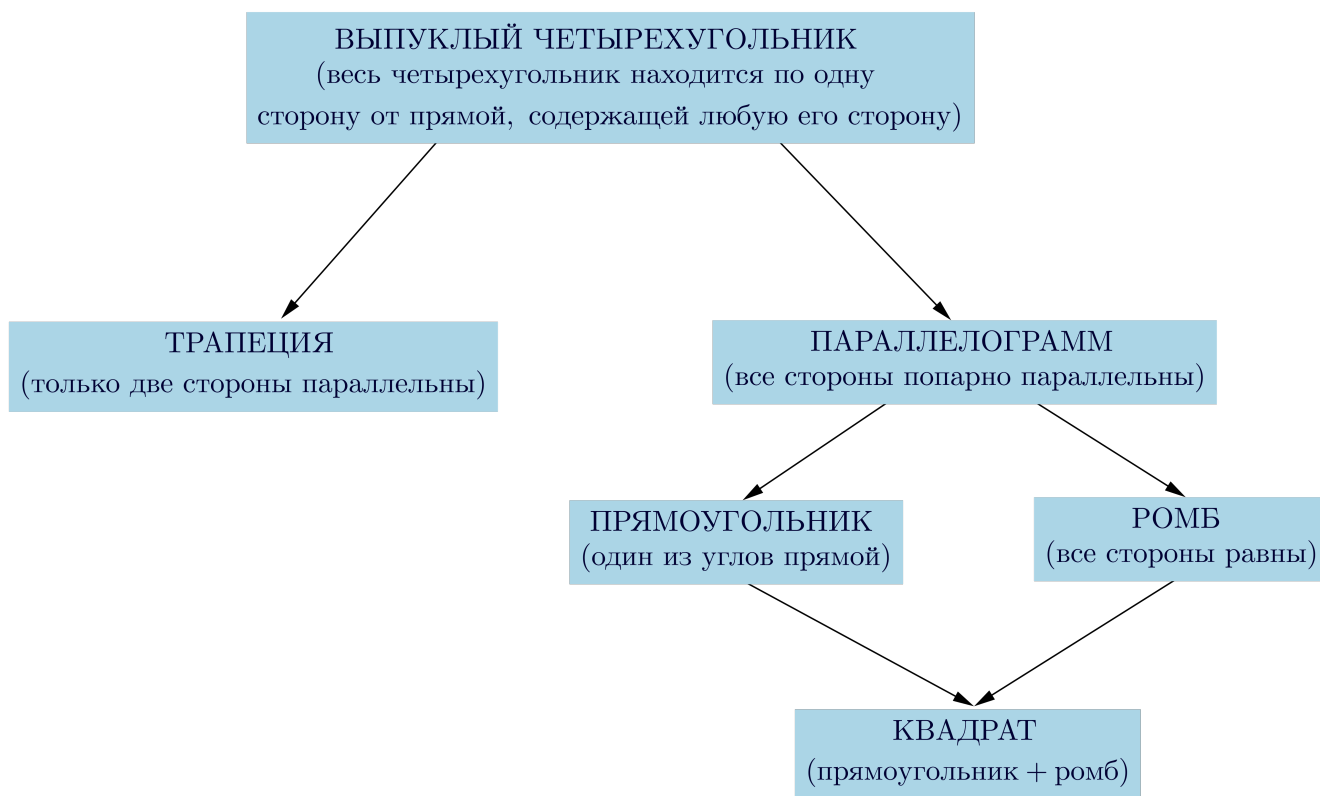 ВЫПУКЛЫЙ ЧЕТЫРЕХУГОЛЬНИК
(весь четырехугольник находится по одну
сторону от прямой, содержащей любую его сторону)
ТРАПЕЦИЯ
(только две стороны параллельны)
ПАРАЛЛЕЛОГРАММ
(все стороны попарно параллельны)
ПРЯМОУГОЛЬНИК
(один из углов прямой)
РОМБ
(все стороны равны)
КВАДРАТ
(прямоугольник + ромб)